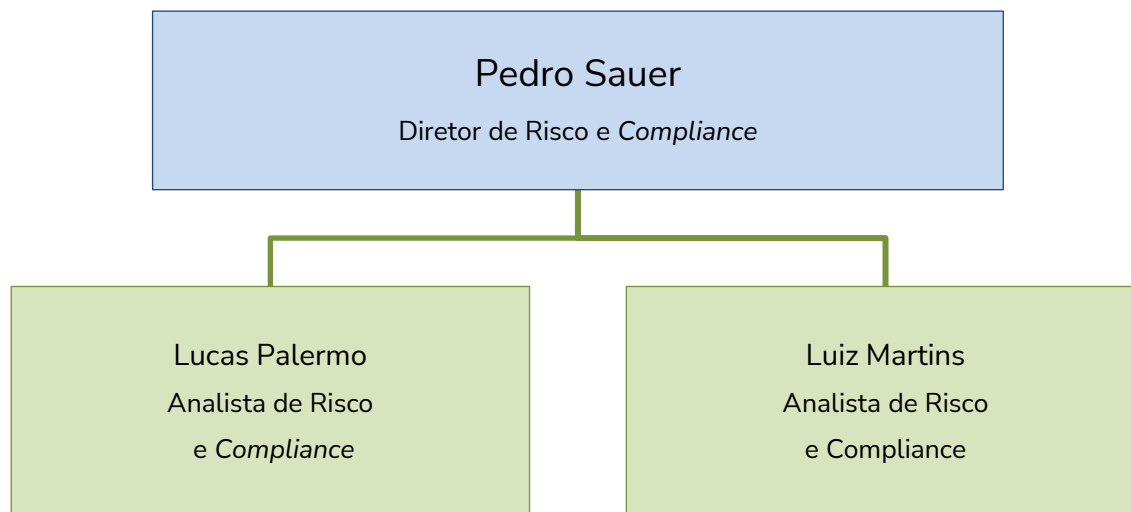 Pedro Sauer
Diretor de Risco e Compliance
Lucas Palermo
Analista de Risco
e Compliance
Luiz Martins
Analista de Risco
e Compliance